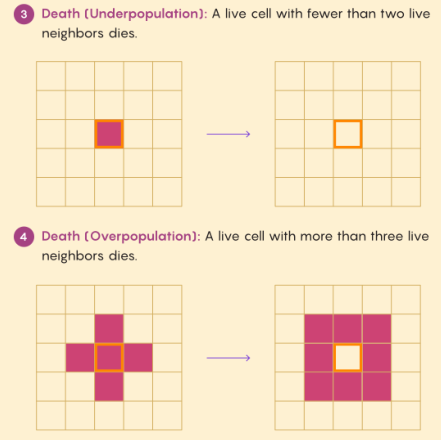 3 Death (Underpopulation): A live cell with fewer than two live
neighbors dies.
4 Death (Overpopulation): A live cell with more than three live
neighbors dies.